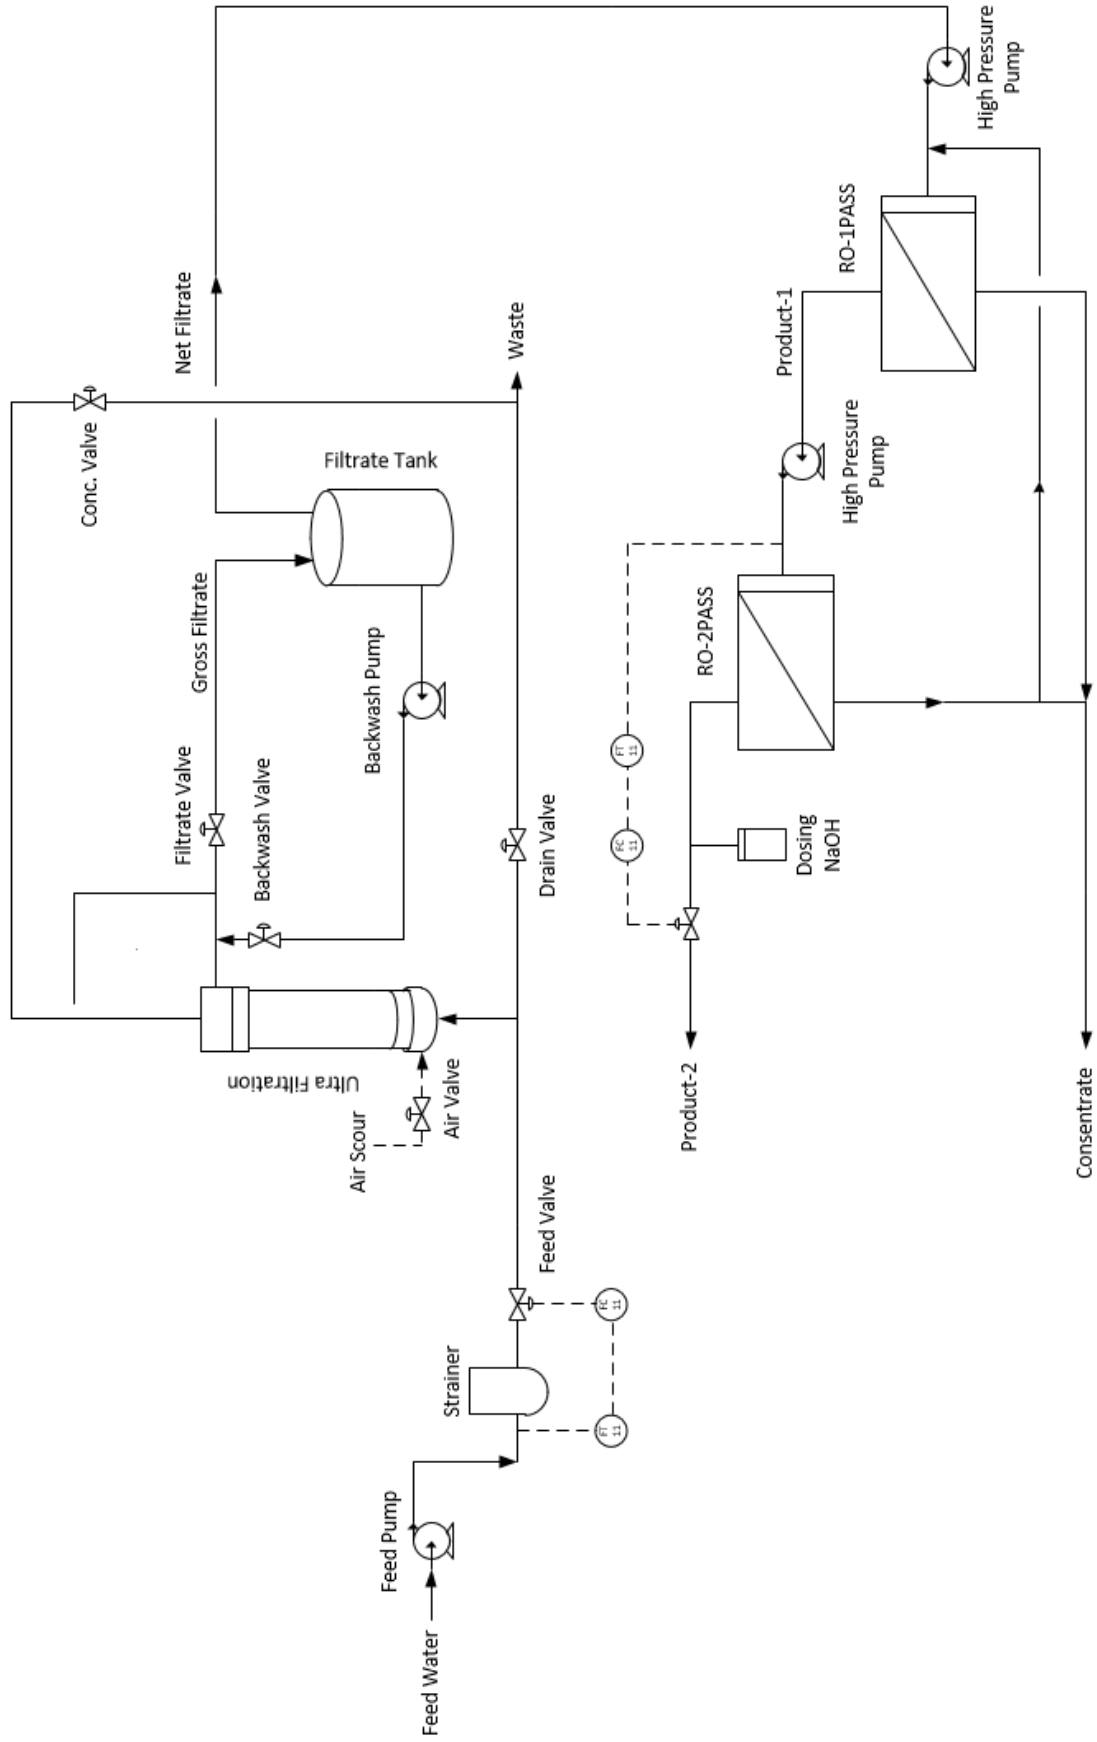 Feed Water
Feed Pump
Strainer
FT
11
FC
11
Feed Valve
Air Scour
Air Valve
Ultra Filtration
Backwash Valve
Filtrate Valve
Gross Filtrate
Backwash Pump
Filtrate Tank
Drain Valve
Conc. Valve
Net Filtrate
Waste
High Pressure
Pump
RO-1PASS
Product-1
High Pressure
Pump
RO-2PASS
FT
11
FC
11
Dosing
NaOH
Product-2
Consentrate